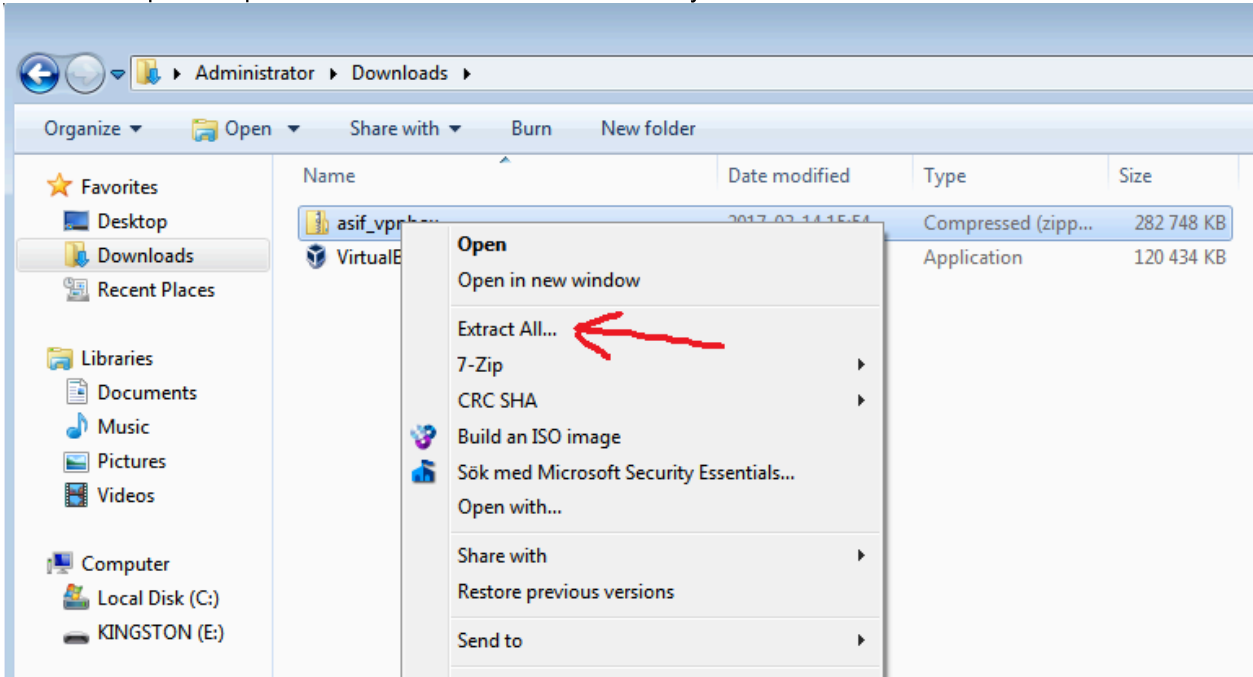 Administrator ▸ Downloads ▸
Organize Open Share with Burn New folder
Name Date modified Type Size
Favorites
Desktop
Downloads
Recent Places
Libraries
Documents
Music
Pictures
Videos
Computer
Local Disk (C:)
KINGSTON (E:)
Compressed (zipp... 282 748 KB
Application 120 434 KB
Open
Open in new window
Extract All...
7-Zip
CRC SHA
Build an ISO image
Sök med Microsoft Security Essentials...
Open with...
Share with
Restore previous versions
Send to